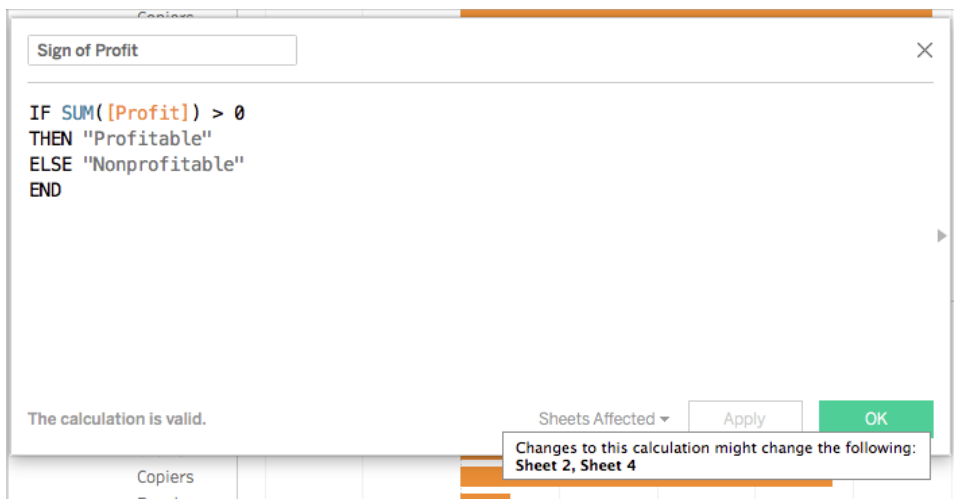 Copiers
Sign of Profit
IF SUM([Profit]) > 0
THEN "Profitable"
ELSE "Nonprofitable"
END
The calculation is valid.
Sheets Affected
Apply
OK
Changes to this calculation might change the following:
Sheet 2, Sheet 4
Copiers